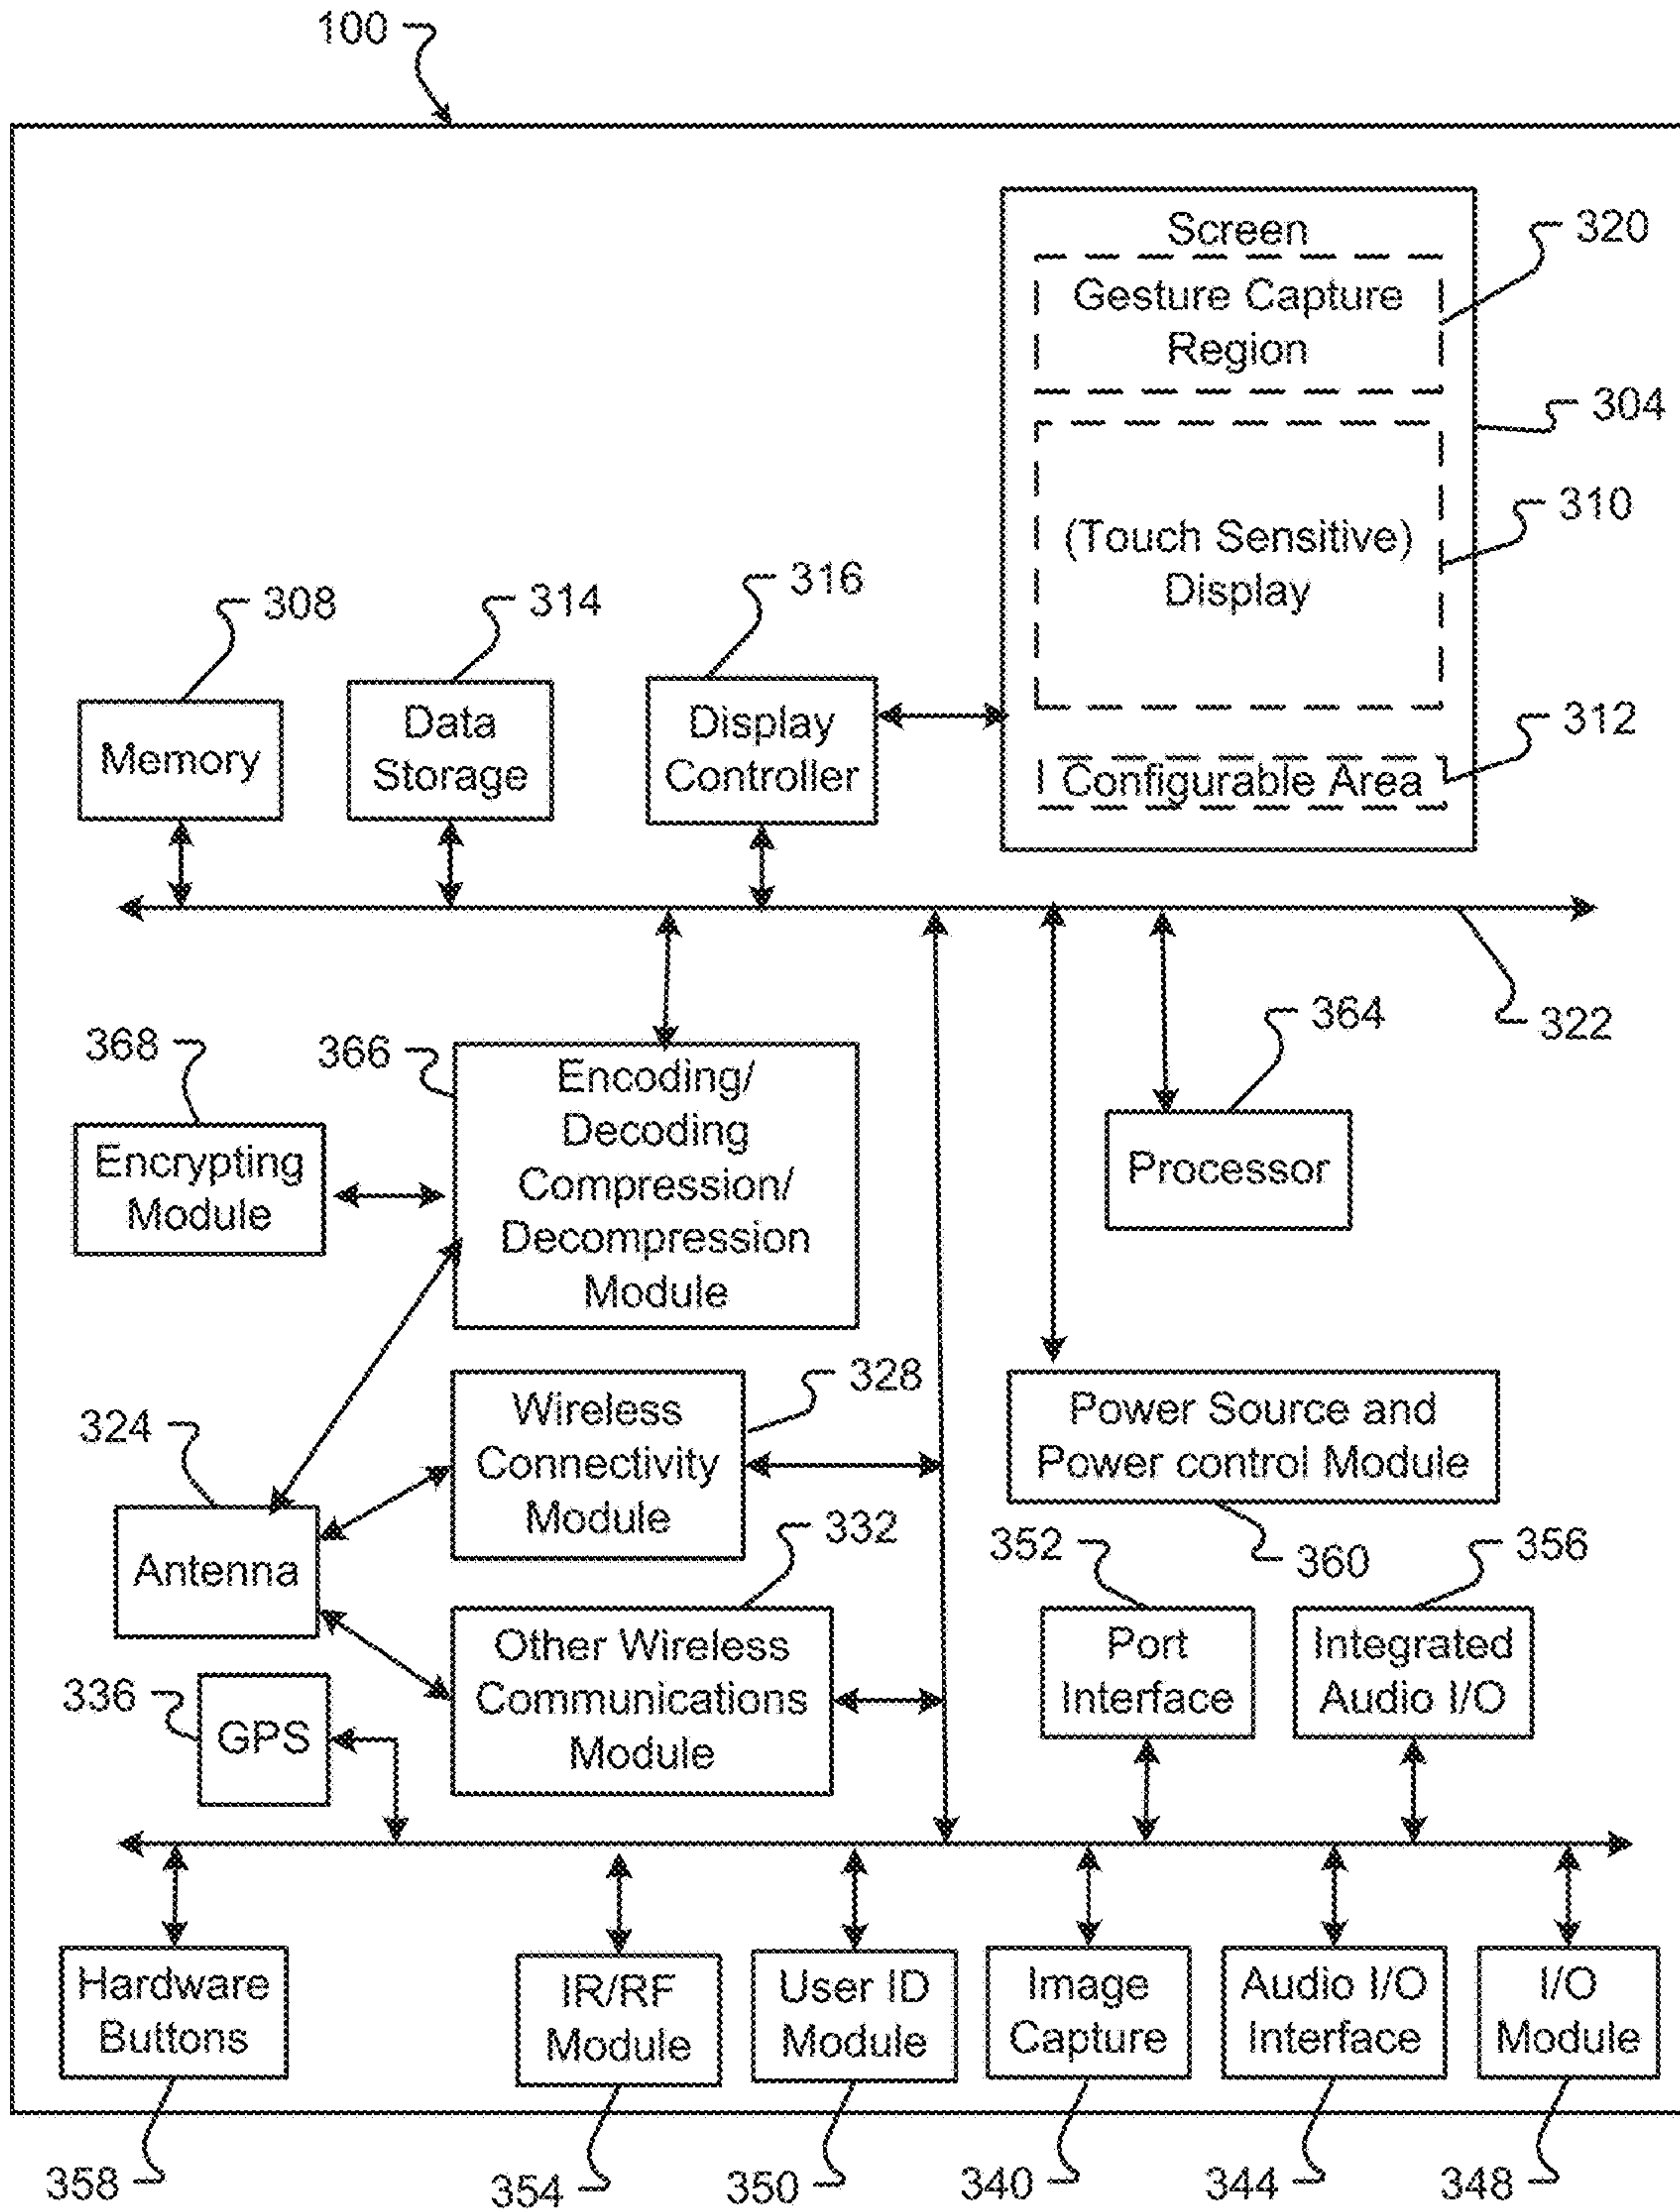 100
Screen
320
Gesture Capture
Region
304
310
(Touch Sensitive)
Display
308
314
316
Memory
Data
Storage
Display
Controller
312
Configurable Area
322
368
366
364
Encrypting
Module
Encoding/
Decoding
Compression/
Decompression
Module
Processor
324
328
Wireless
Connectivity
Module
Power Source and
Power control Module
Antenna
332
352
360
356
336
GPS
Other Wireless
Communications
Module
Port
Interface
Integrated
Audio I/O
Hardware
Buttons
IR/RF
Module
User ID
Module
Image
Capture
Audio I/O
Interface
I/O
Module
358
354
350
340
344
348